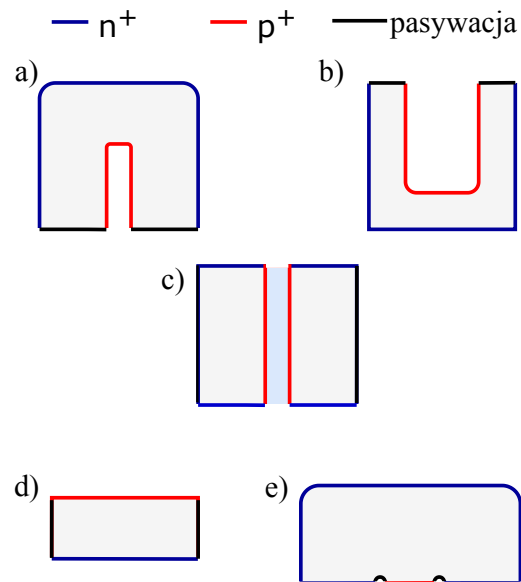 n⁺ p⁺ pasywacja
a) b)
c)
d) e)